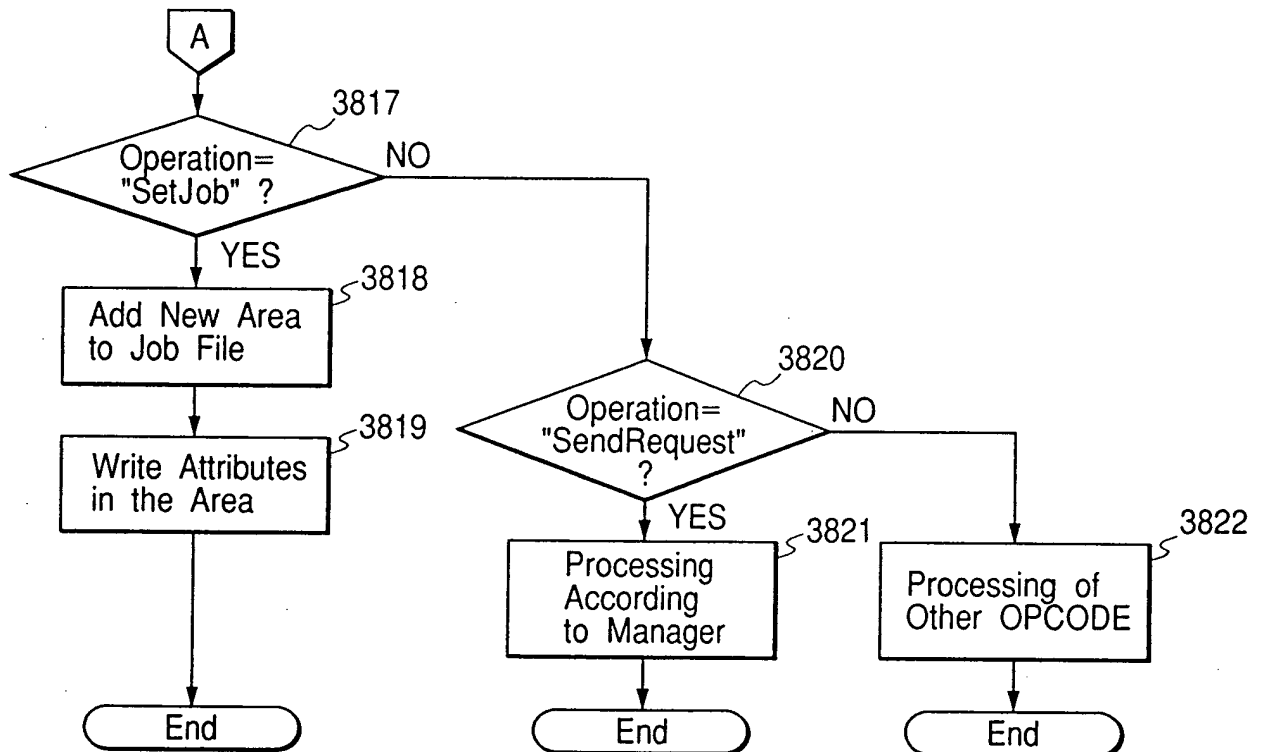 A
3817
Operation=
"SetJob" ?
NO
YES
3818
Add New Area
to Job File
3819
Write Attributes
in the Area
End
3820
Operation=
"SendRequest"
?
NO
YES
3821
Processing
According
to Manager
End
3822
Processing of
Other OPCODE
End